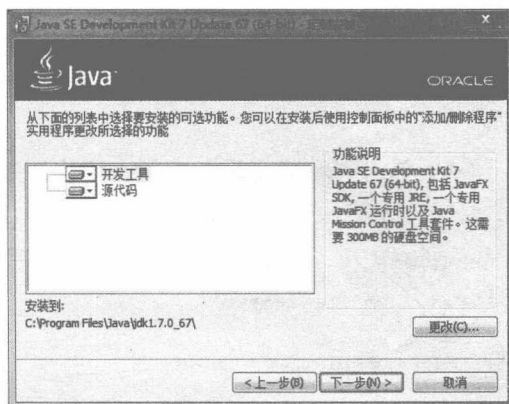 Java SE Development Kit 7 Update 67 (64-bit) -
Java
ORACLE
从下面的列表中选择要安装的可选功能。您可以在安装后使用控制面板中的"添加/删除程序"
实用程序更改所选择的功能
开发工具
源代码
功能说明
Java SE Development Kit 7
Update 67 (64-bit), 包括 JavaFX
SDK, 一个专用 JRE, 一个专用
JavaFX 运行时以及 Java
Mission Control 工具套件。这需
要 300MB 的硬盘空间。
安装到:
C:\Program Files\Java\jdk1.7.0_67\
更改(C)...
<上一步(B)
下一步(N) >
取消